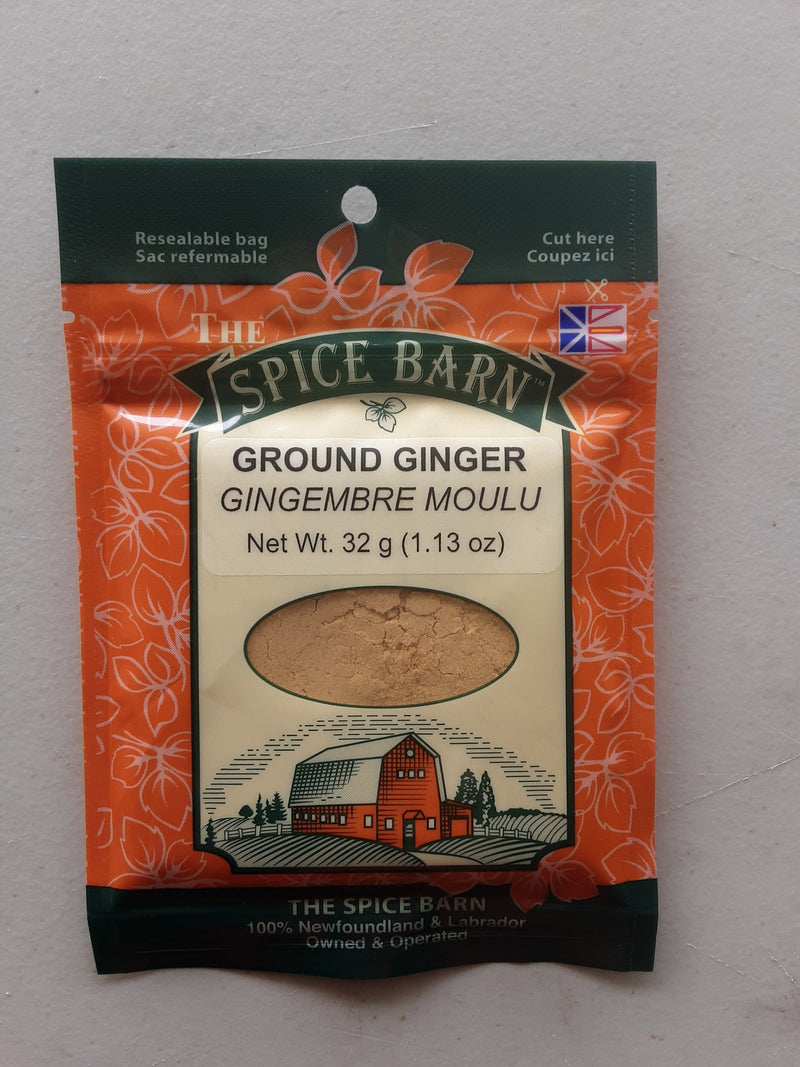 Resealable bag
Sac refermable
Cut here
Coupez ici
THE
SPICE BARN™
GROUND GINGER
GINGEMBRE MOULU
Net Wt. 32 g (1.13 oz)
THE SPICE BARN
100% Newfoundland & Labrador
Owned & Operated